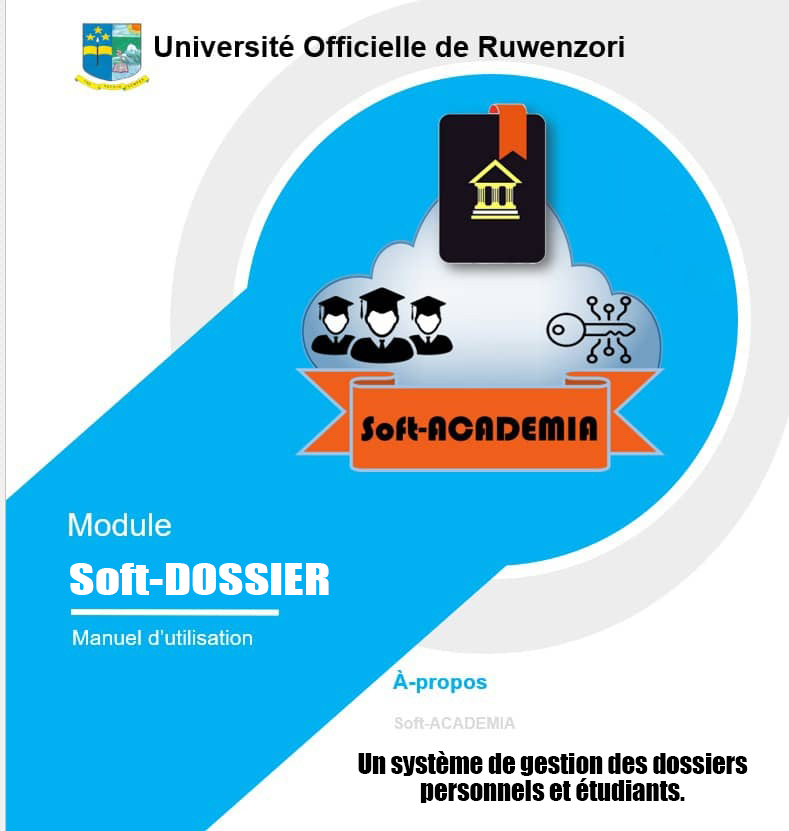 Université Officielle de Ruwenzori
Soft-ACADEMIA
Module
Soft-DOSSIER
Manuel d'utilisation
À-propos
Soft-ACADEMIA
Un système de gestion des dossiers
personnels et étudiants.